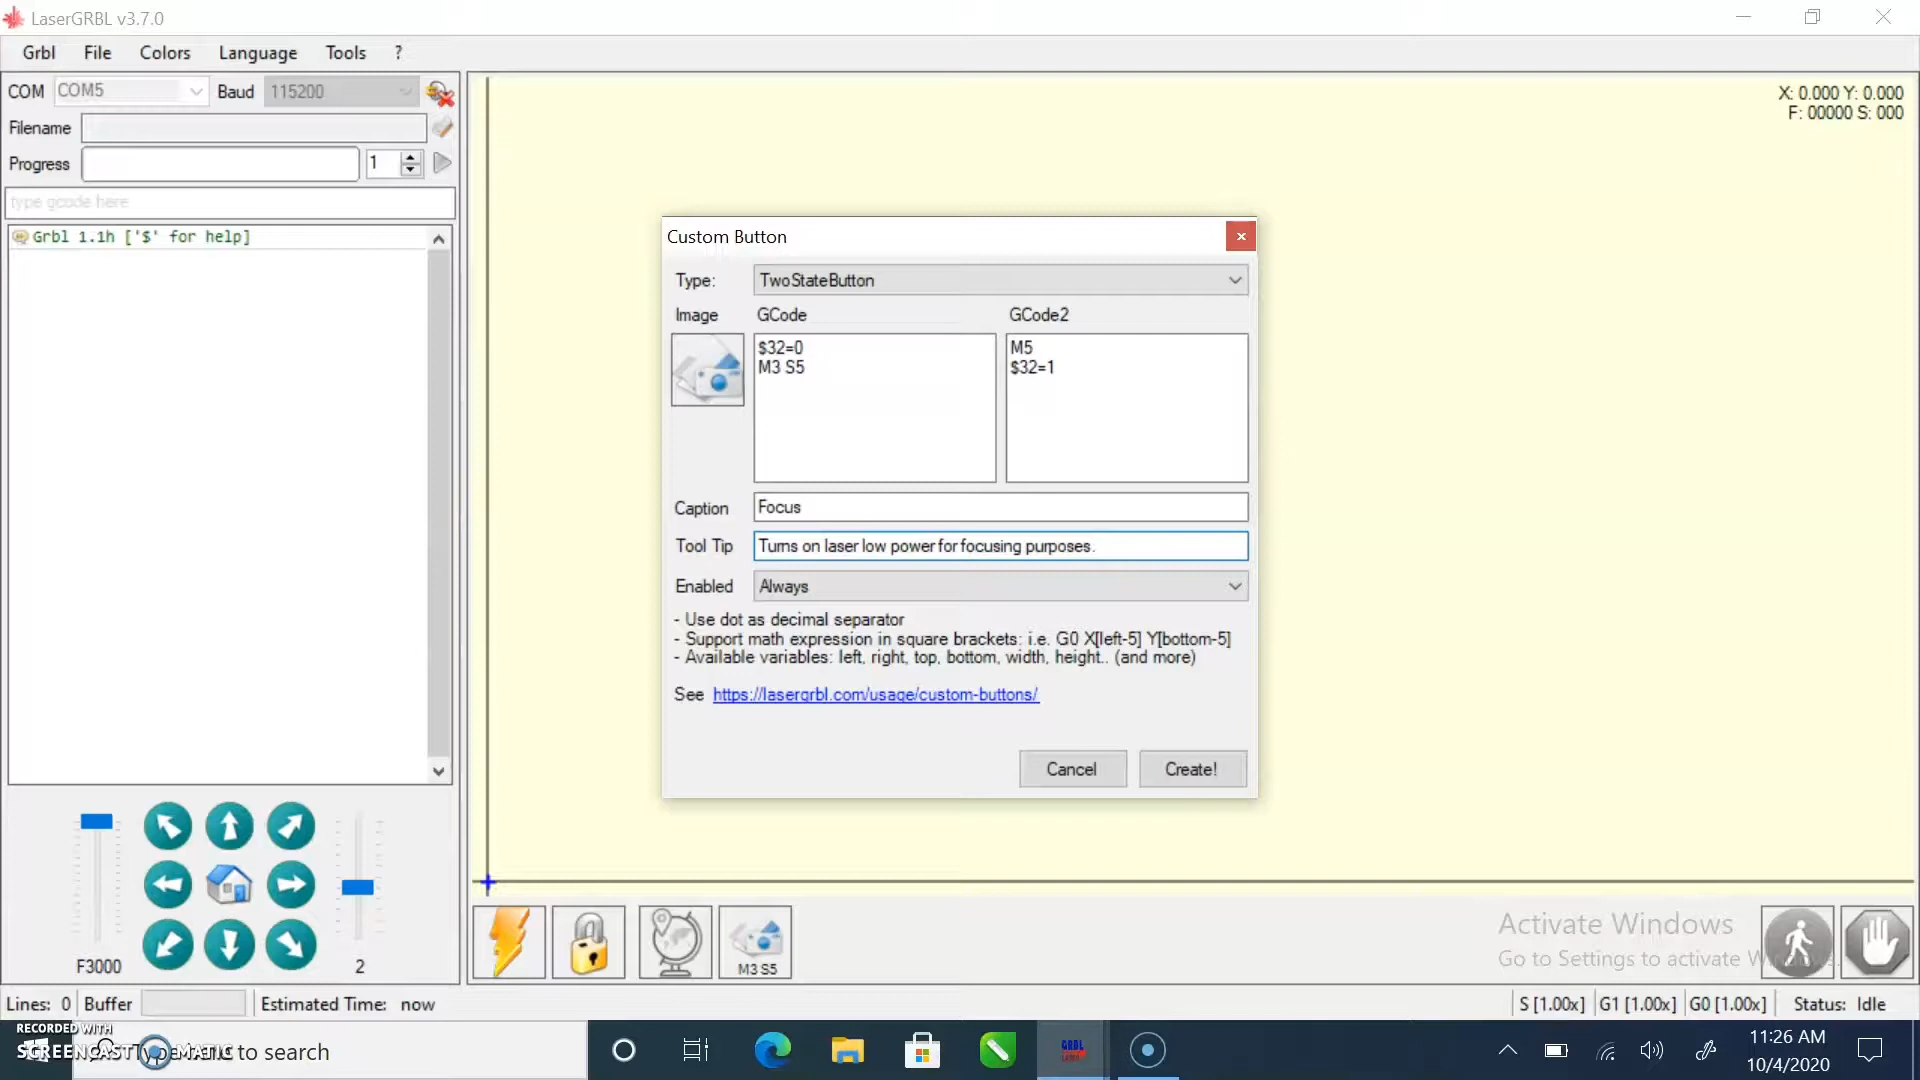 LaserGRBL v3.7.0
Grbl File Colors Language Tools ?
COM COM5 Baud 115200
Filename
Progress 1
type gcode here
Grbl 1.1h ['$' for help]
X: 0.000 Y: 0.000
F: 00000 S: 000
Custom Button
Type: TwoStateButton
Image GCode GCode2
$32=0
M3 S5
M5
$32=1
Caption Focus
Tool Tip Turns on laser low power for focusing purposes.
Enabled Always
- Use dot as decimal separator
- Support math expression in square brackets: i.e. G0 X[left-5] Y[bottom-5]
- Available variables: left, right, top, bottom, width, height.. (and more)
See https://lasergrbl.com/usage/custom-buttons/
Cancel Create!
F3000 2
M3 S5
Activate Windows
Go to Settings to activate
Lines: 0 Buffer Estimated Time: now
S [1.00x] G1 [1.00x] G0 [1.00x] Status: Idle
RECORDED WITH
SCREENCAST MATIC
to search
GRBL
11:26 AM
10/4/2020